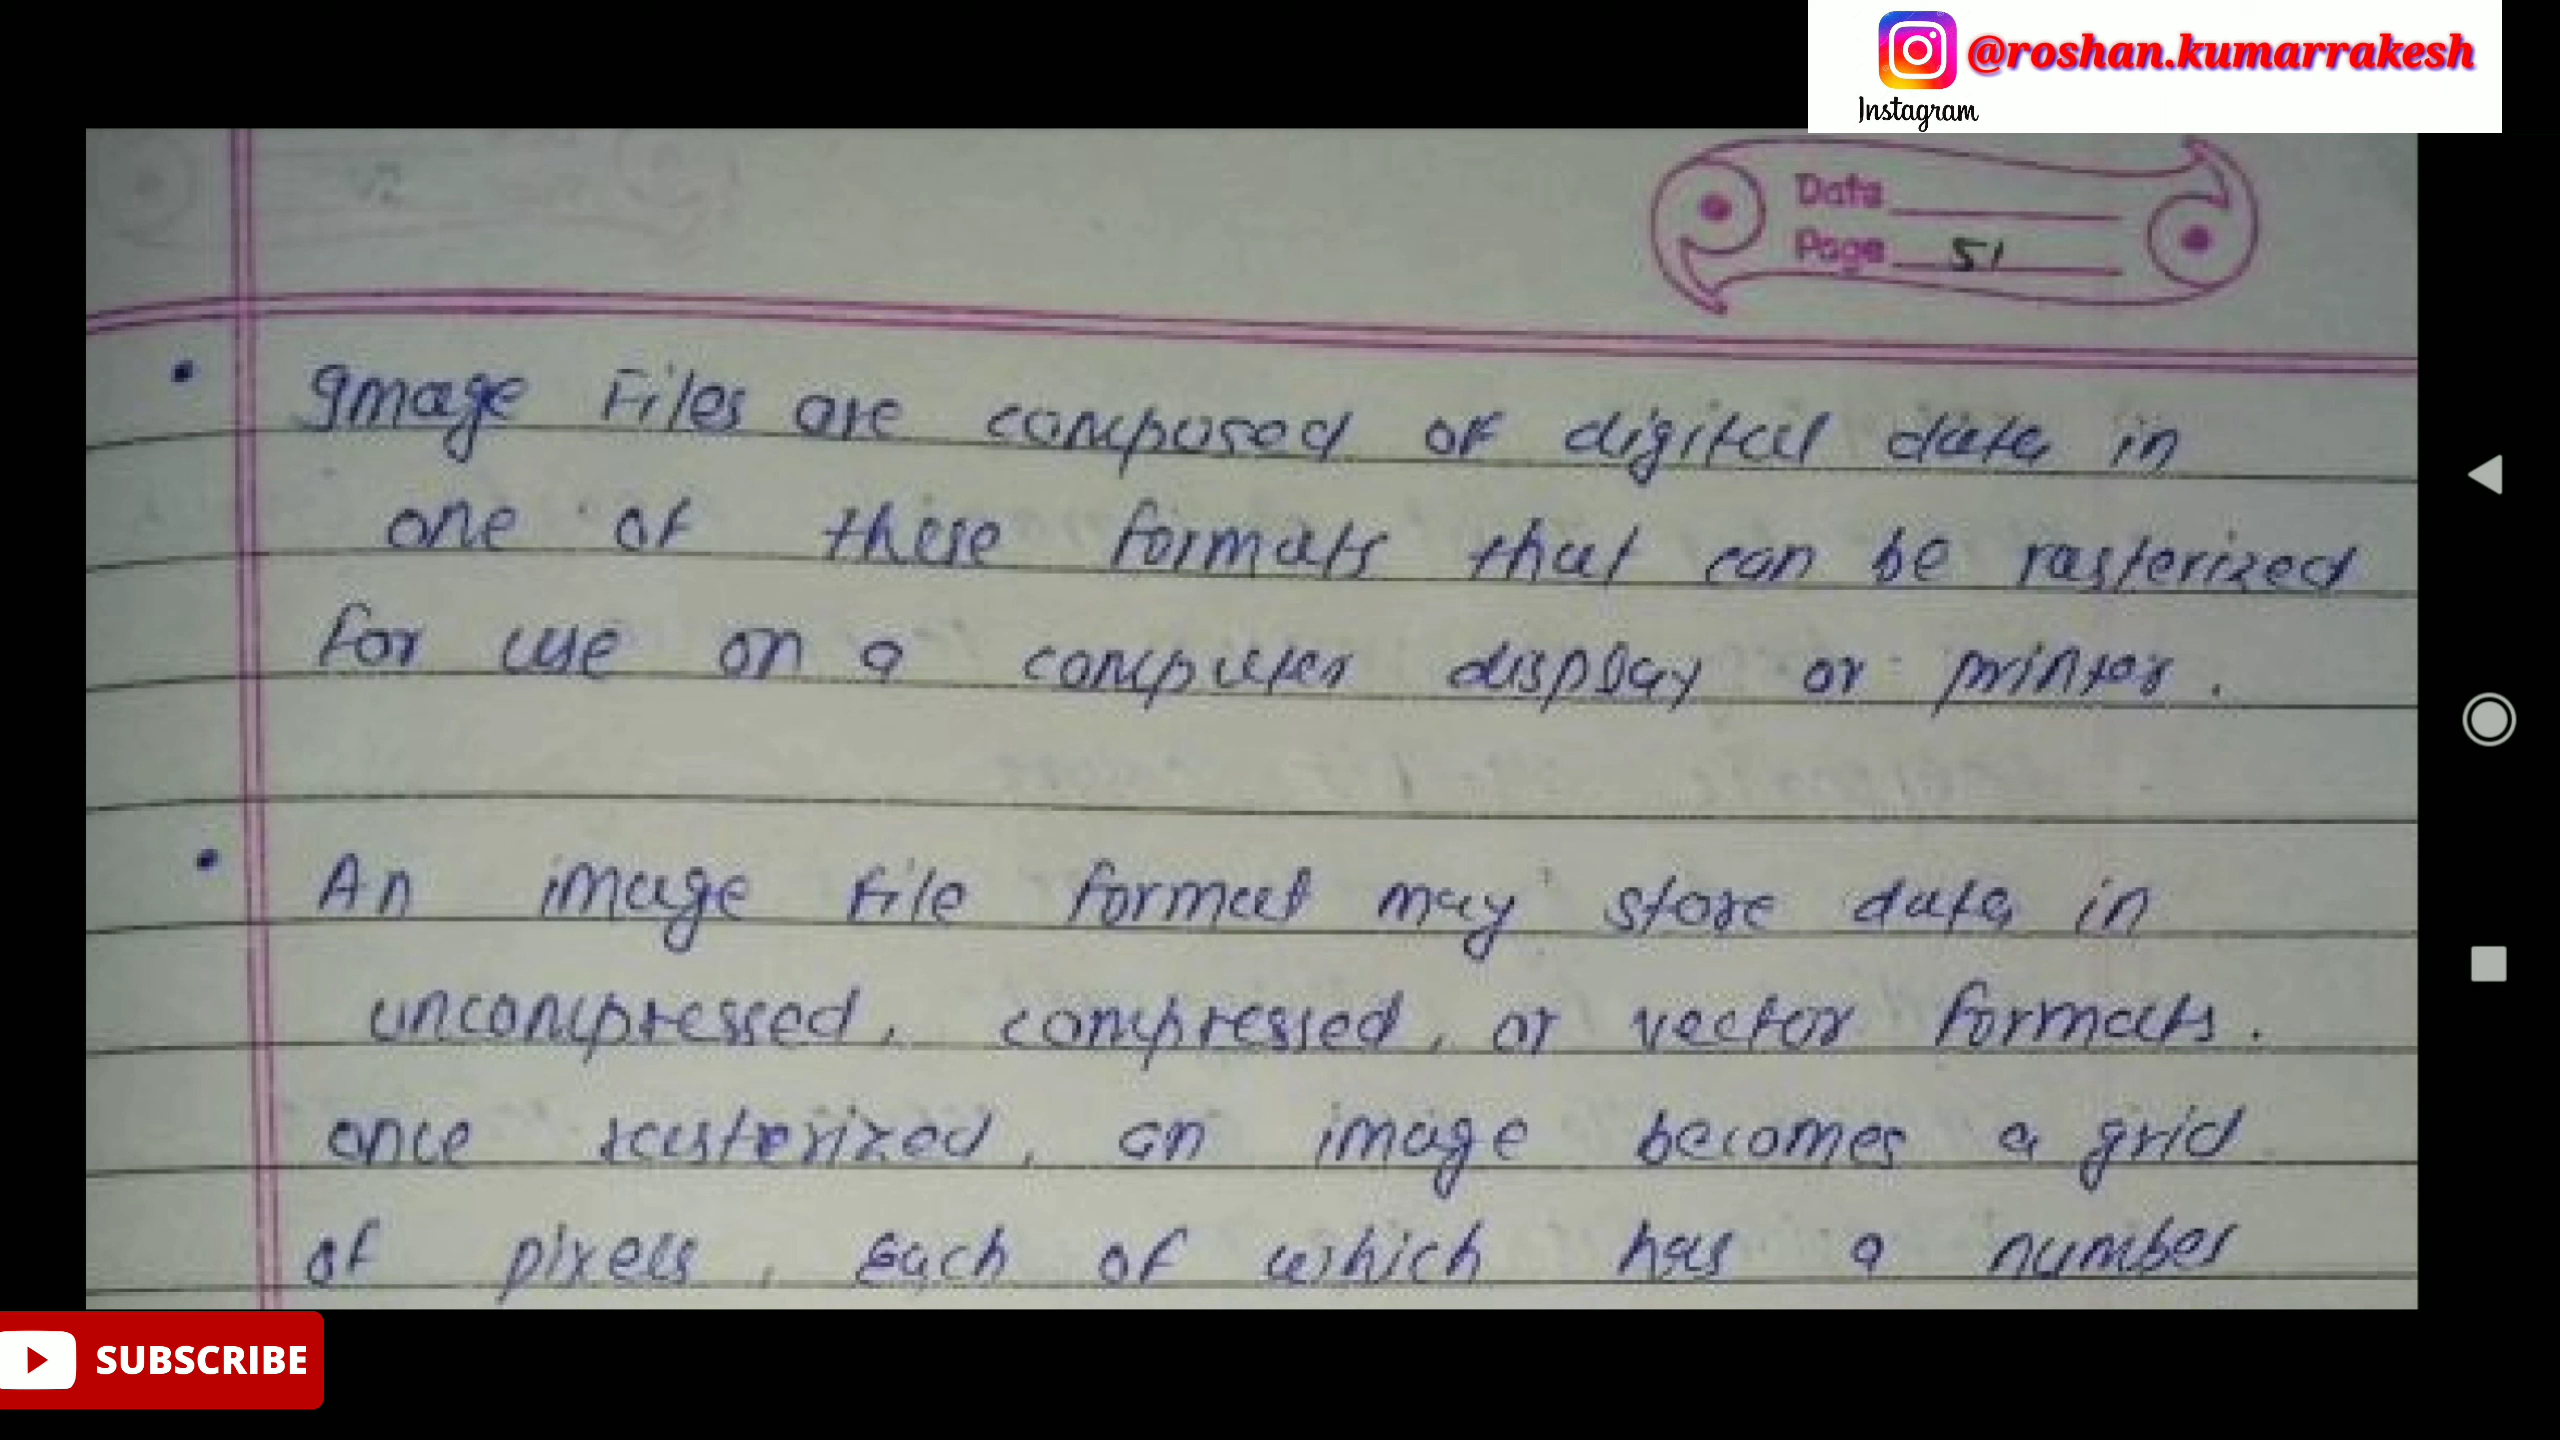 @roshan.kumarrakesh
Instagram
Date
Page 51
• Image Files are composed of digital data in
one of these formats that can be rasterized
for use on a computer display or printer.
• An image file format may store data in
uncompressed, compressed, or vector formats.
once rasterized, an image becomes a grid
of pixels, each of which has a number
SUBSCRIBE